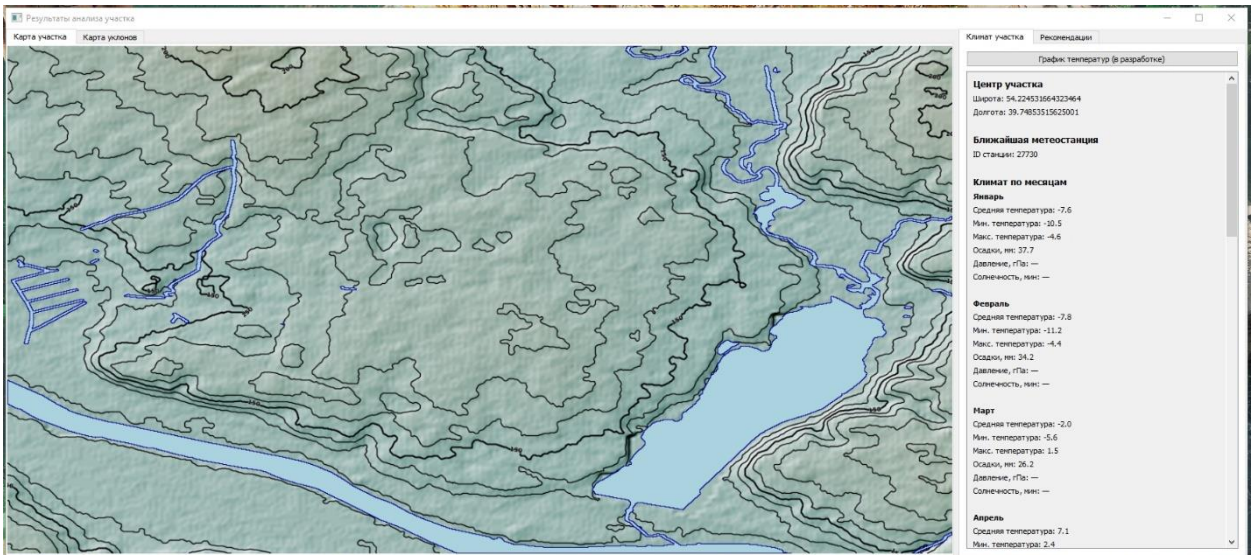 Результаты анализа участка
Карта участка
Карта уклонов
Климат участка
Рекомендации
График температур (в разработке)
Центр участка
Широта: 54.224531664323464
Долгота: 39.74853515625001
Ближайшая метеостанция
ID станции: 27730
Климат по месяцам
Январь
Средняя температура: -7.6
Мин. температура: -10.5
Макс. температура: -4.6
Осадки, мм: 37.7
Давление, гПа: —
Солнечность, мин: —
Февраль
Средняя температура: -7.8
Мин. температура: -11.2
Макс. температура: -4.4
Осадки, мм: 34.2
Давление, гПа: —
Солнечность, мин: —
Март
Средняя температура: -2.0
Мин. температура: -5.6
Макс. температура: 1.5
Осадки, мм: 26.2
Давление, гПа: —
Солнечность, мин: —
Апрель
Средняя температура: 7.1
Мин. температура: 2.4